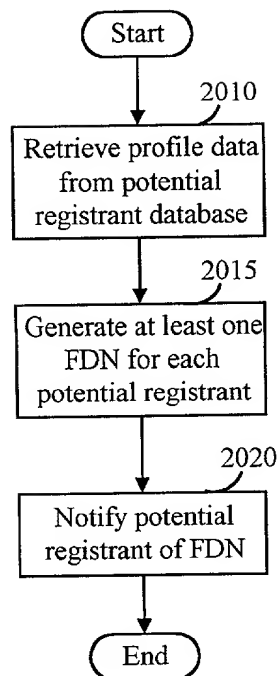 Start
2010
Retrieve profile data
from potential
registrant database
2015
Generate at least one
FDN for each
potential registrant
2020
Notify potential
registrant of FDN
End